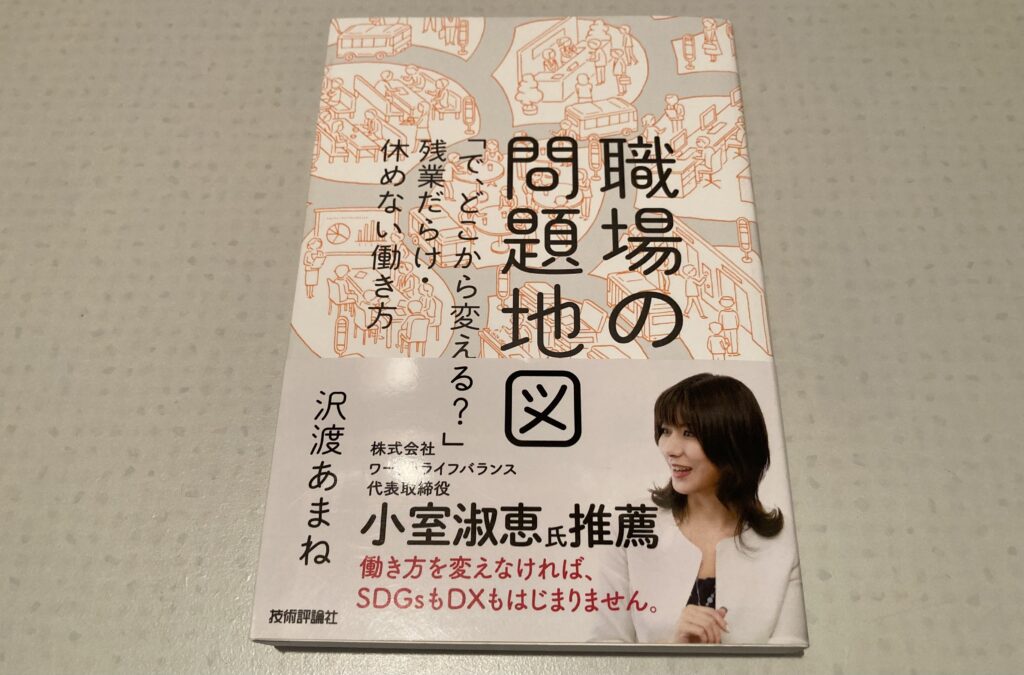 職場の
問題地図
「で、どこから変える?」
残業だらけ・
休めない働き方
沢渡あまね
株式会社
ワーク・ライフバランス
代表取締役
小室淑恵氏推薦
働き方を変えなければ、
SDGsもDXもはじまりません。
技術評論社